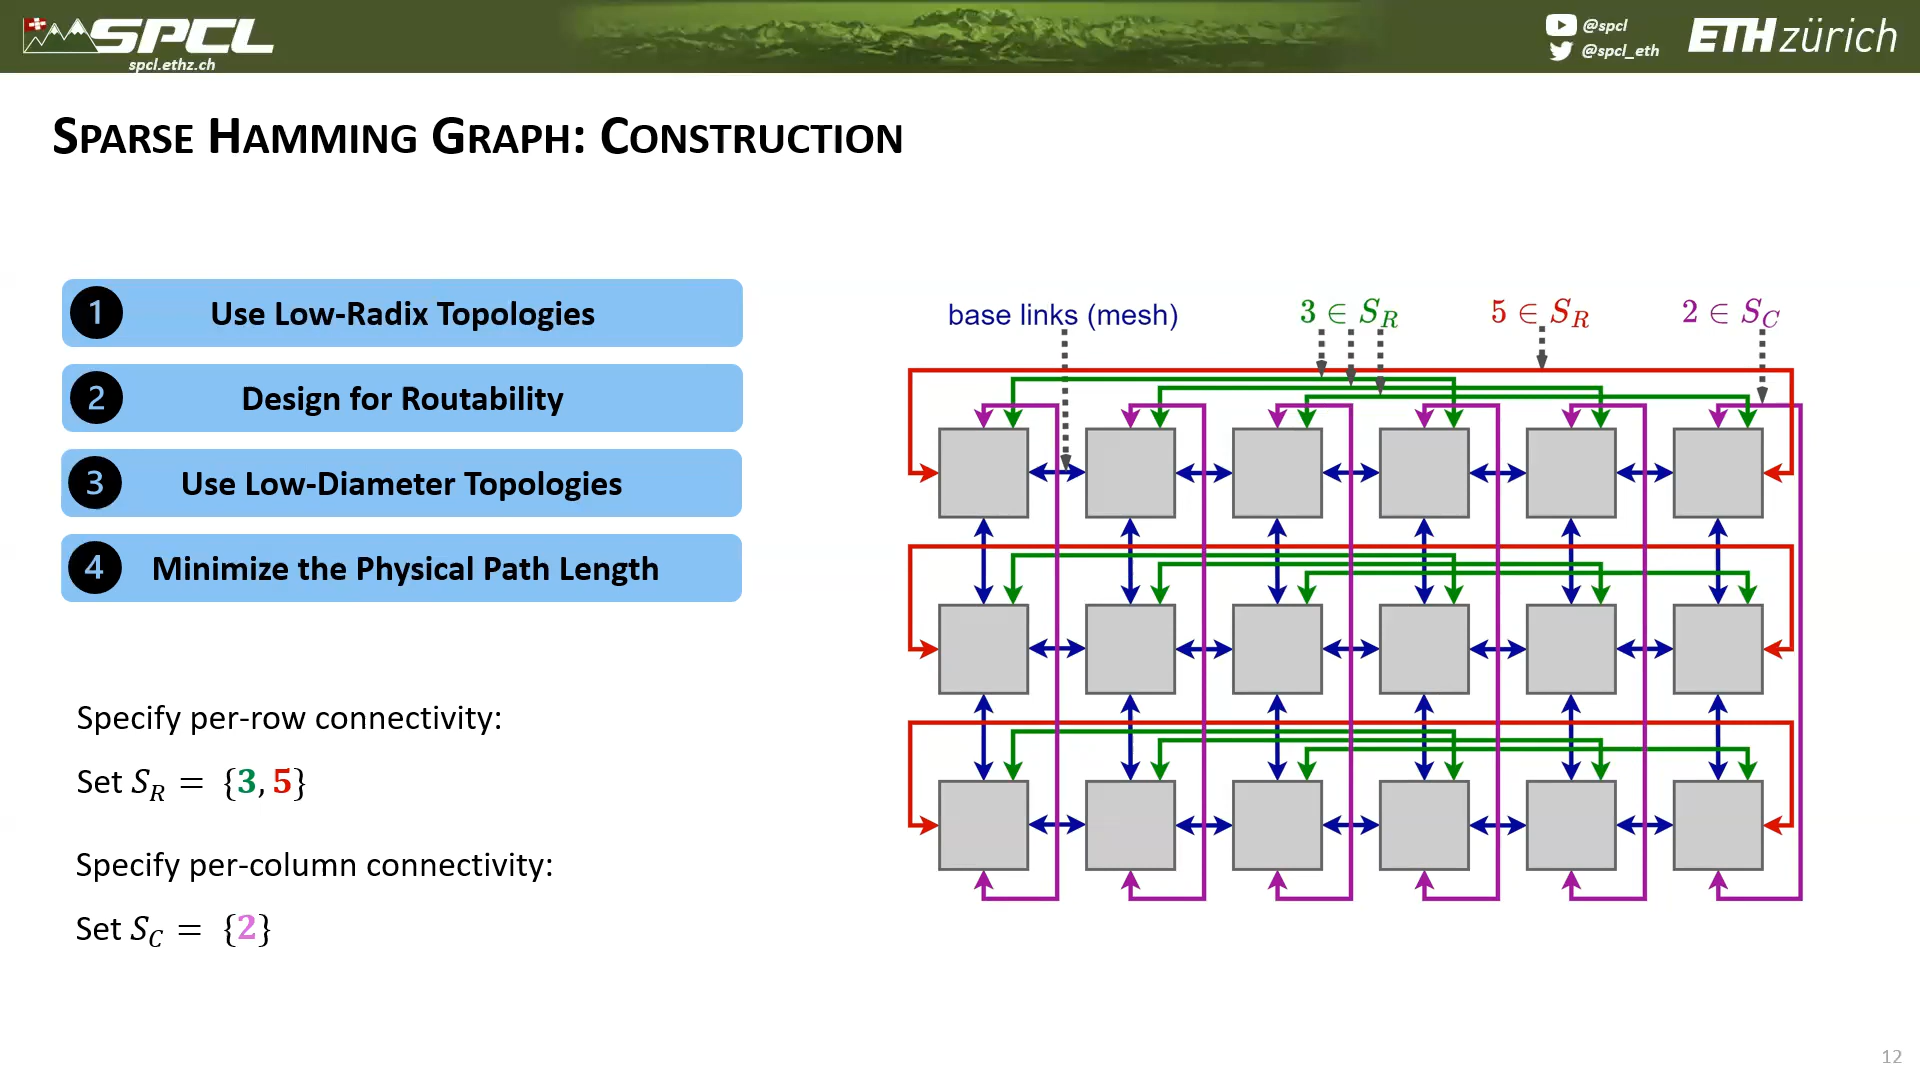 SPCL
spcl.ethz.ch
@spcl
@spcl_eth
ETH zürich
SPARSE HAMMING GRAPH: CONSTRUCTION
1 Use Low-Radix Topologies
2 Design for Routability
3 Use Low-Diameter Topologies
4 Minimize the Physical Path Length
Specify per-row connectivity:
Set S_R = {3, 5}
Specify per-column connectivity:
Set S_C = {2}
base links (mesh)
3 ∈ S_R
5 ∈ S_R
2 ∈ S_C
12